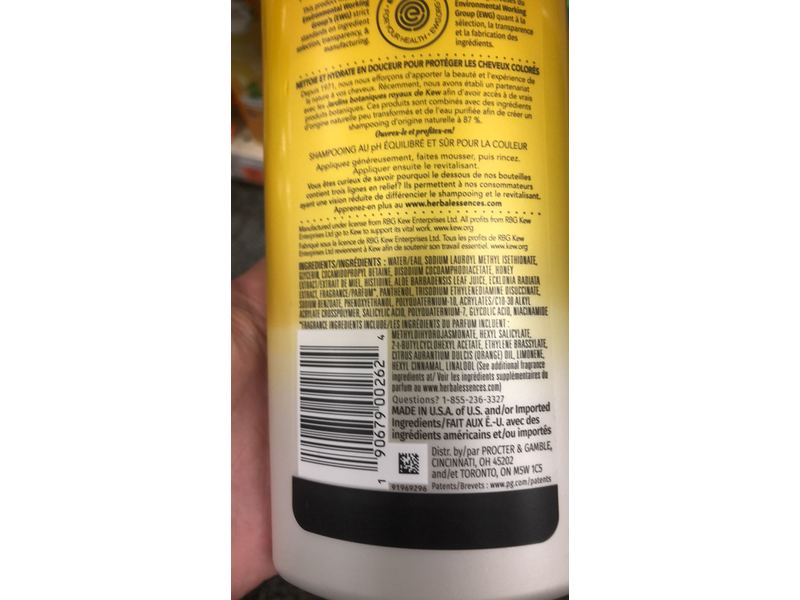 This product
Environmental Working
Group's (EWG) strict
standards on ingredient
selection, transparency, &
manufacturing.
FOR YOUR HEALTH • EWG.ORG
Environmental Working
Group (EWG) quant à la
sélection, la transparence
et la fabrication des
ingrédients.
NETTOIE ET HYDRATE EN DOUCEUR POUR PROTÉGER LES CHEVEUX COLORÉS
Depuis 1971, nous nous efforçons d'apporter la beauté et l'expérience de
la nature à vos cheveux. Récemment, nous avons établi un partenariat
avec les Jardins botaniques royaux de Kew afin d'avoir accès à de vrais
produits botaniques. Ces produits sont combinés avec des ingrédients
d'origine naturelle peu transformés et de l'eau purifiée afin de créer un
shampooing d'origine naturelle à 87 %.
Ouvrez-le et profitez-en!
SHAMPOOING AU pH ÉQUILIBRÉ ET SÛR POUR LA COULEUR
Appliquez généreusement, faites mousser, puis rincez.
Appliquer ensuite le revitalisant.
Vous êtes curieux de savoir pourquoi le dessous de nos bouteilles
contient trois lignes en relief? Ils permettent à nos consommateurs
ayant une vision réduite de différencier le shampooing et le revitalisant.
Apprenez-en plus au www.herbalessences.com
Manufactured under license from RBG Kew Enterprises Ltd. All profits from RBG Kew
Enterprises Ltd go to Kew to support its vital work. www.kew.org
Fabriqué sous la licence de RBG Kew Enterprises Ltd. Tous les profits de RBG Kew
Enterprises Ltd reviennent à Kew afin de soutenir son travail essentiel. www.kew.org
INGREDIENTS/INGRÉDIENTS : WATER/EAU, SODIUM LAUROYL METHYL ISETHIONATE,
GLYCERIN, COCAMIDOPROPYL BETAINE, DISODIUM COCOAMPHODIACETATE, HONEY
EXTRACT/EXTRAIT DE MIEL, HISTIDINE, ALOE BARBADENSIS LEAF JUICE, ECKLONIA RADIATA
EXTRACT, FRAGRANCE/PARFUM*, PANTHENOL, TRISODIUM ETHYLENEDIAMINE DISUCCINATE,
SODIUM BENZOATE, PHENOXYETHANOL, POLYQUATERNIUM-10, ACRYLATES/C10-30 ALKYL
ACRYLATE CROSSPOLYMER, SALICYLIC ACID, POLYQUATERNIUM-7, GLYCOLIC ACID, NIACINAMIDE
*FRAGRANCE INGREDIENTS INCLUDE/LES INGRÉDIENTS DU PARFUM INCLUENT :
METHYLDIHYDROJASMONATE, HEXYL SALICYLATE,
2-T-BUTYLCYCLOHEXYL ACETATE, ETHYLENE BRASSYLATE,
CITRUS AURANTIUM DULCIS (ORANGE) OIL, LIMONENE,
HEXYL CINNAMAL, LINALOOL (See additional fragrance
ingredients at/ Voir les ingrédients supplémentaires du
parfum au www.herbalessences.com)
Questions? 1-855-236-3327
MADE IN U.S.A. of U.S. and/or Imported
Ingredients/FAIT AUX É.-U. avec des
ingrédients américains et/ou importés
Distr. by/par PROCTER & GAMBLE,
CINCINNATI, OH 45202
and/et TORONTO, ON M5W 1C5
Patents/Brevets : www.pg.com/patents
1 90679 00262 4
91969296